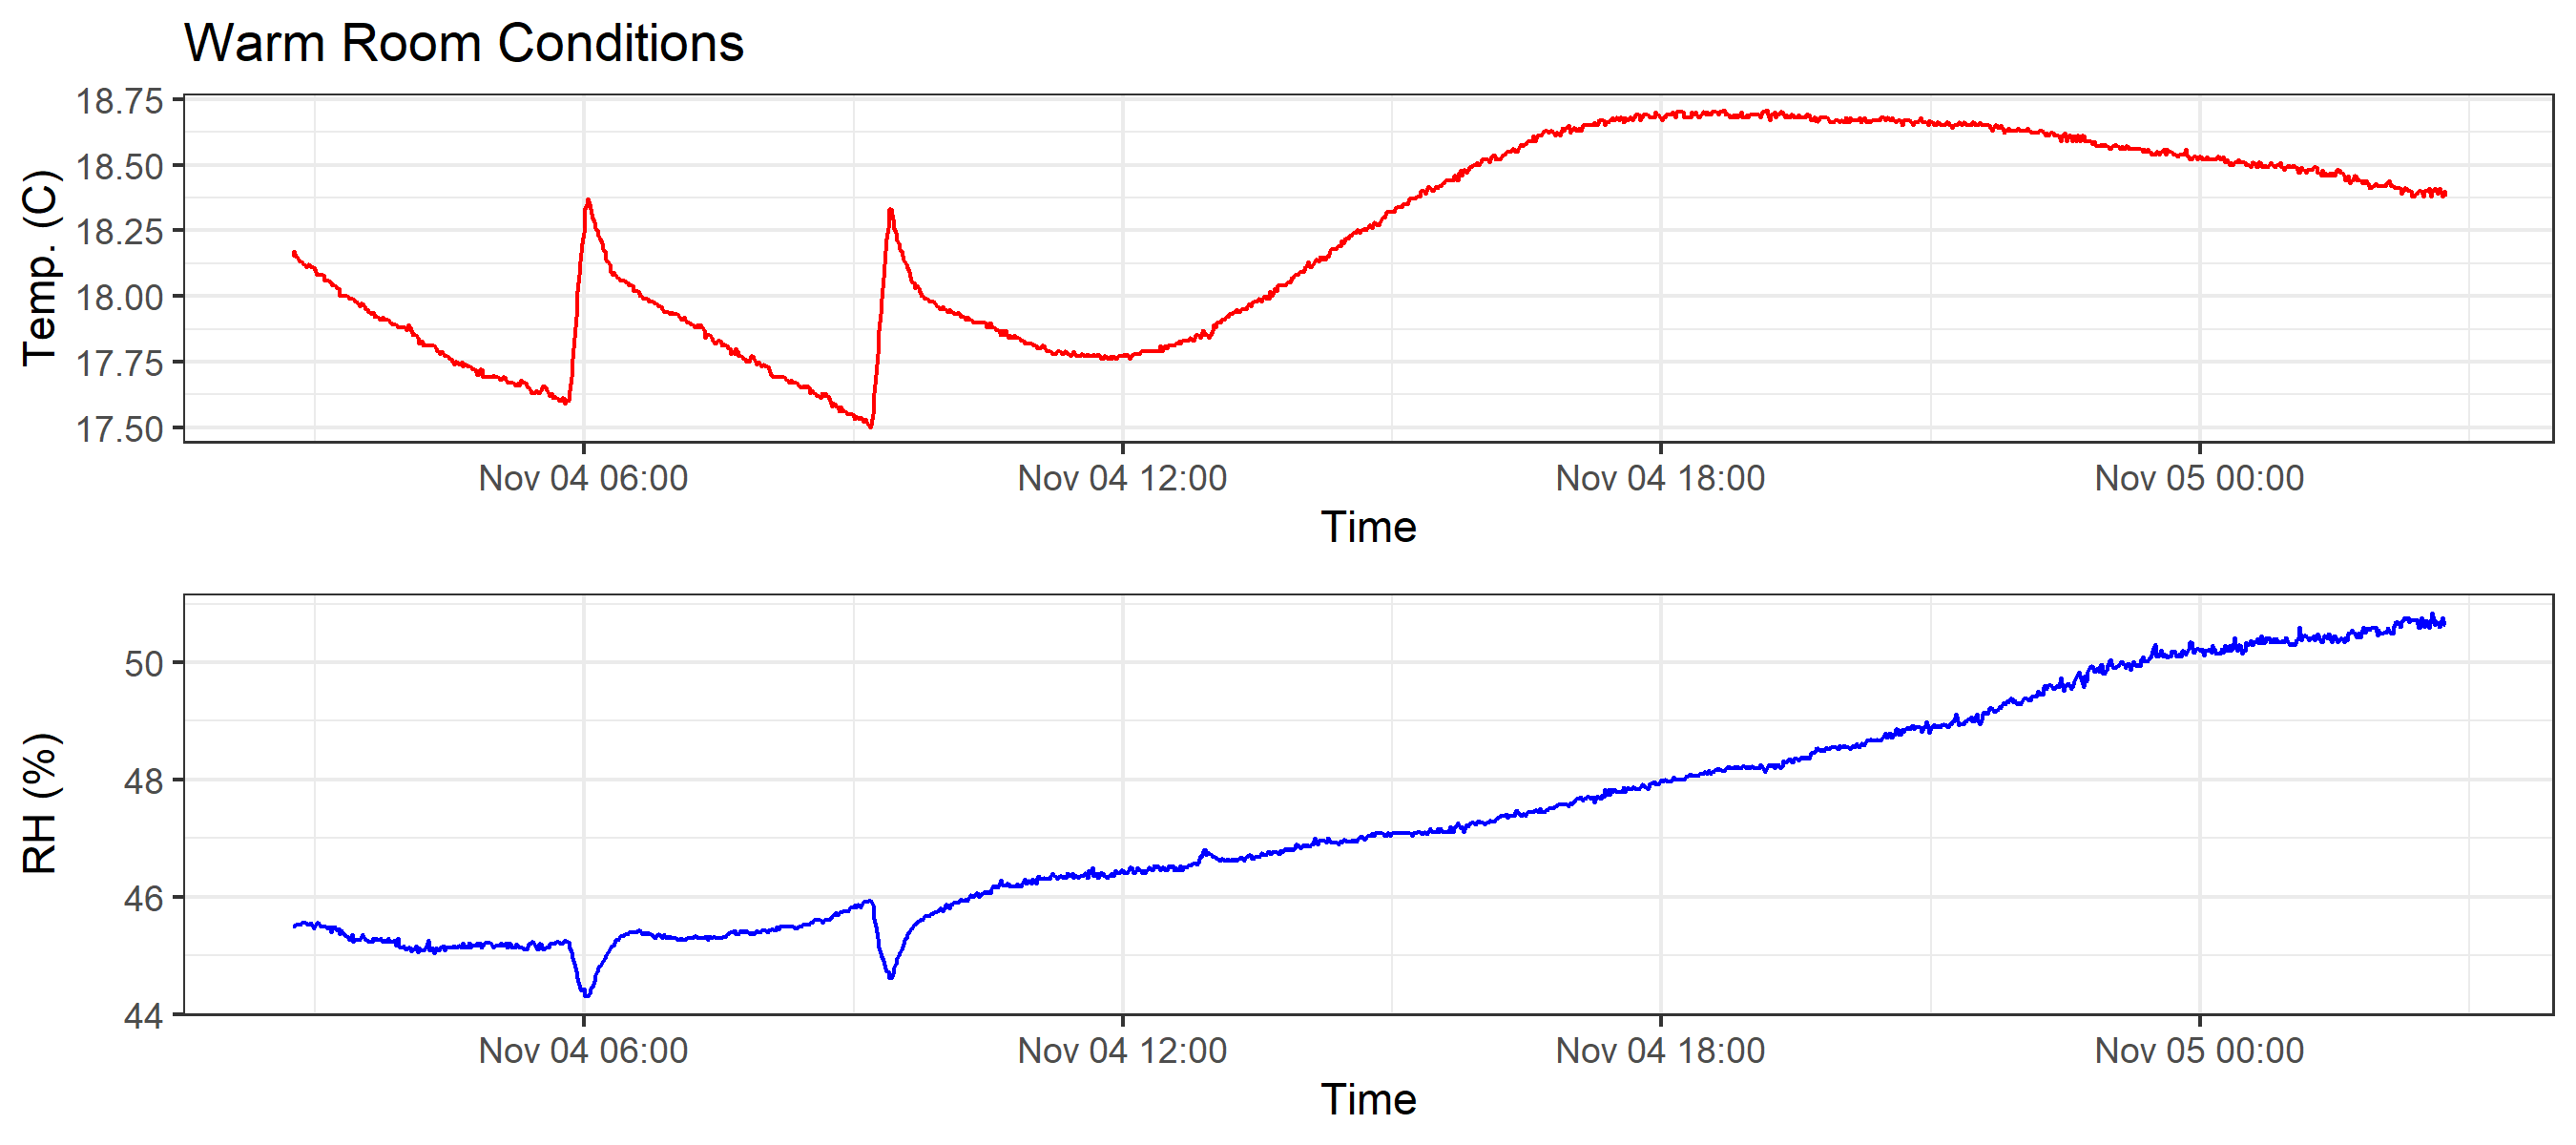 Warm Room Conditions
Temp. (C)
18.75
18.50
18.25
18.00
17.75
17.50
Nov 04 06:00 Nov 04 12:00 Nov 04 18:00 Nov 05 00:00
Time
RH (%)
50
48
46
44
Nov 04 06:00 Nov 04 12:00 Nov 04 18:00 Nov 05 00:00
Time